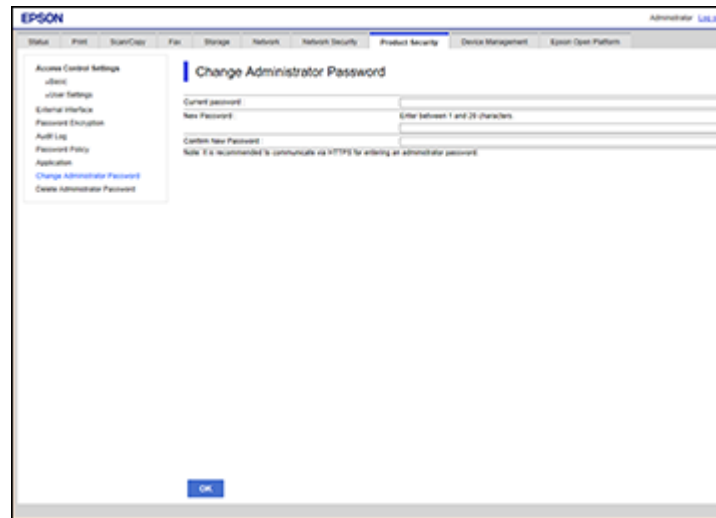 EPSON
Administrator Log
Status Print Scan/Copy Fax Storage Network Network Security Product Security Device Management Epson Open Platform
Access Control Settings
»Basic
»User Settings
External Interface
Password Encryption
Audit Log
Password Policy
Application
Change Administrator Password
Delete Administrator Password
Change Administrator Password
Current password :
New Password : Enter between 1 and 20 characters.
Confirm New Password :
Note: It is recommended to communicate via HTTPS for entering an administrator password.
OK